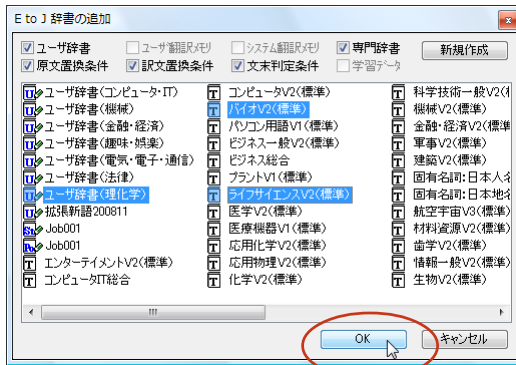 E to J 辞書の追加
ユーザ辞書
ユーザ翻訳メモリ
システム翻訳メモリ
専門辞書
新規作成
原文置換条件
訳文置換条件
文末判定条件
学習データ
ユーザ辞書(コンピュータ・IT)
ユーザ辞書(機械)
ユーザ辞書(金融・経済)
ユーザ辞書(趣味・娯楽)
ユーザ辞書(電気・電子・通信)
ユーザ辞書(法律)
ユーザ辞書(理化学)
拡張新語200811
Job001
Job001
エンターテイメントV2(標準)
コンピュータIT総合
コンピュータV2(標準)
バイオV2(標準)
パソコン用語V1(標準)
ビジネス一般V2(標準)
ビジネス総合
プラントV1(標準)
ライフサイエンスV2(標準)
医学V2(標準)
医療機器V1(標準)
応用化学V2(標準)
応用物理V2(標準)
化学V2(標準)
科学技術一般V2(
機械V2(標準)
金融・経済V2(標準
軍事V2(標準)
建築V2(標準)
固有名詞:日本人名
固有名詞:日本地名
航空宇宙V3(標準)
材料資源V2(標準)
歯学V2(標準)
情報一般V2(標準)
生物V2(標準)
OK
キャンセル